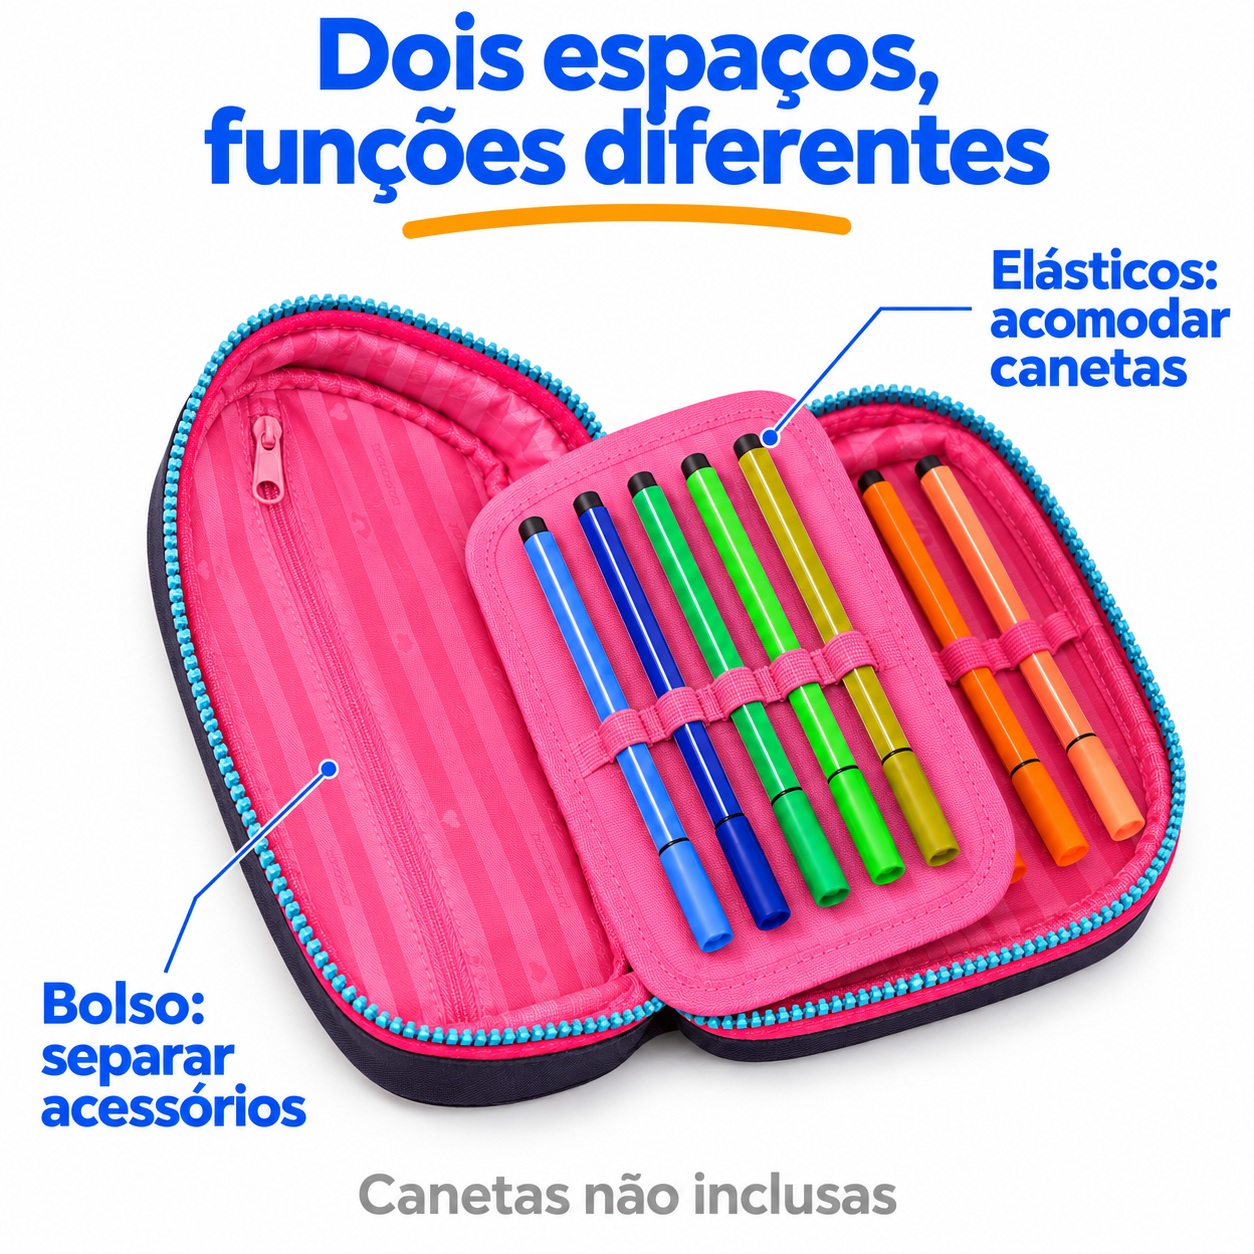 Dois espaços,
funções diferentes
Elásticos:
acomodar
canetas
Bolso:
separar
acessórios
Canetas não inclusas